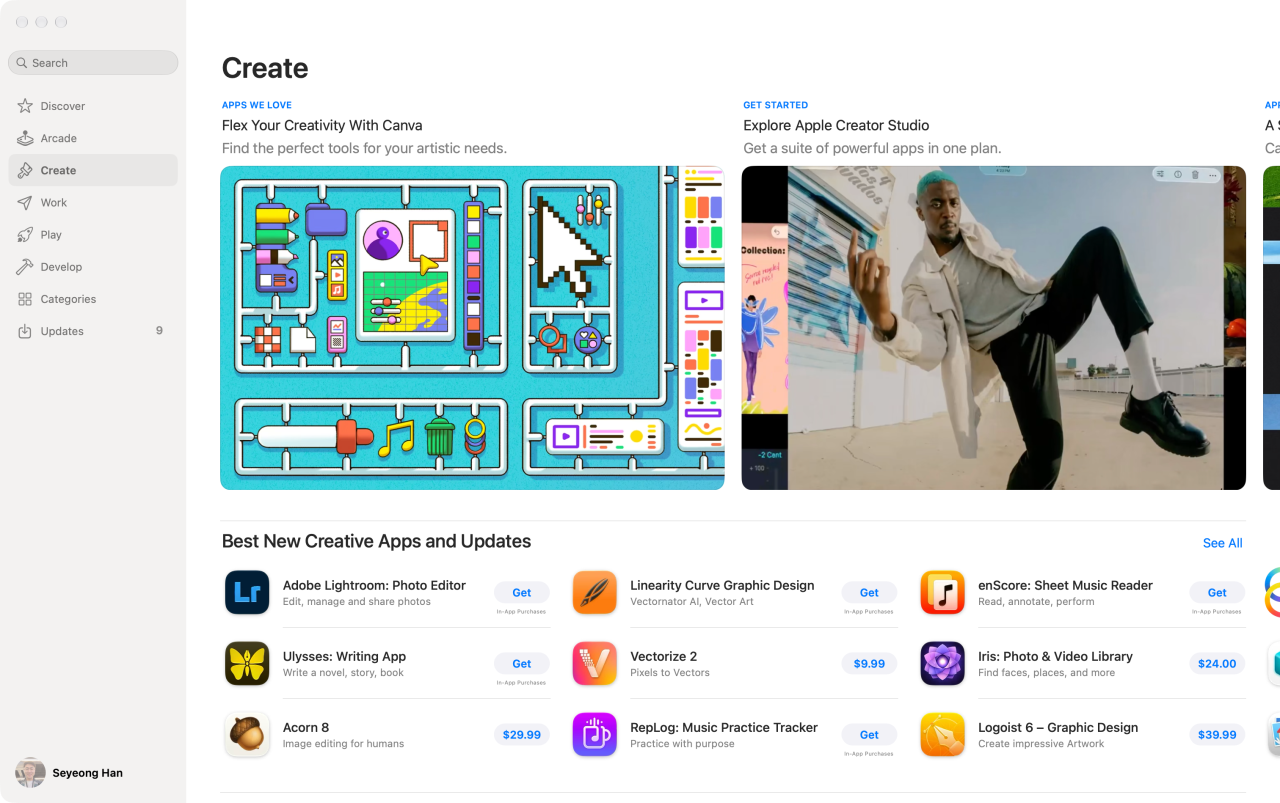 Search
Discover
Arcade
Create
Work
Play
Develop
Categories
Updates 9
Seyeong Han
Create
APPS WE LOVE
Flex Your Creativity With Canva
Find the perfect tools for your artistic needs.
GET STARTED
Explore Apple Creator Studio
Get a suite of powerful apps in one plan.
Collection:
-2 Cent
+ 100
Best New Creative Apps and Updates
See All
Lr
Adobe Lightroom: Photo Editor
Edit, manage and share photos
Get
In-App Purchases
Linearity Curve Graphic Design
Vectornator AI, Vector Art
Get
In-App Purchases
enScore: Sheet Music Reader
Read, annotate, perform
Get
In-App Purchases
Ulysses: Writing App
Write a novel, story, book
Get
In-App Purchases
Vectorize 2
Pixels to Vectors
$9.99
Iris: Photo & Video Library
Find faces, places, and more
$24.00
Acorn 8
Image editing for humans
$29.99
RepLog: Music Practice Tracker
Practice with purpose
Get
In-App Purchases
Logoist 6 – Graphic Design
Create impressive Artwork
$39.99